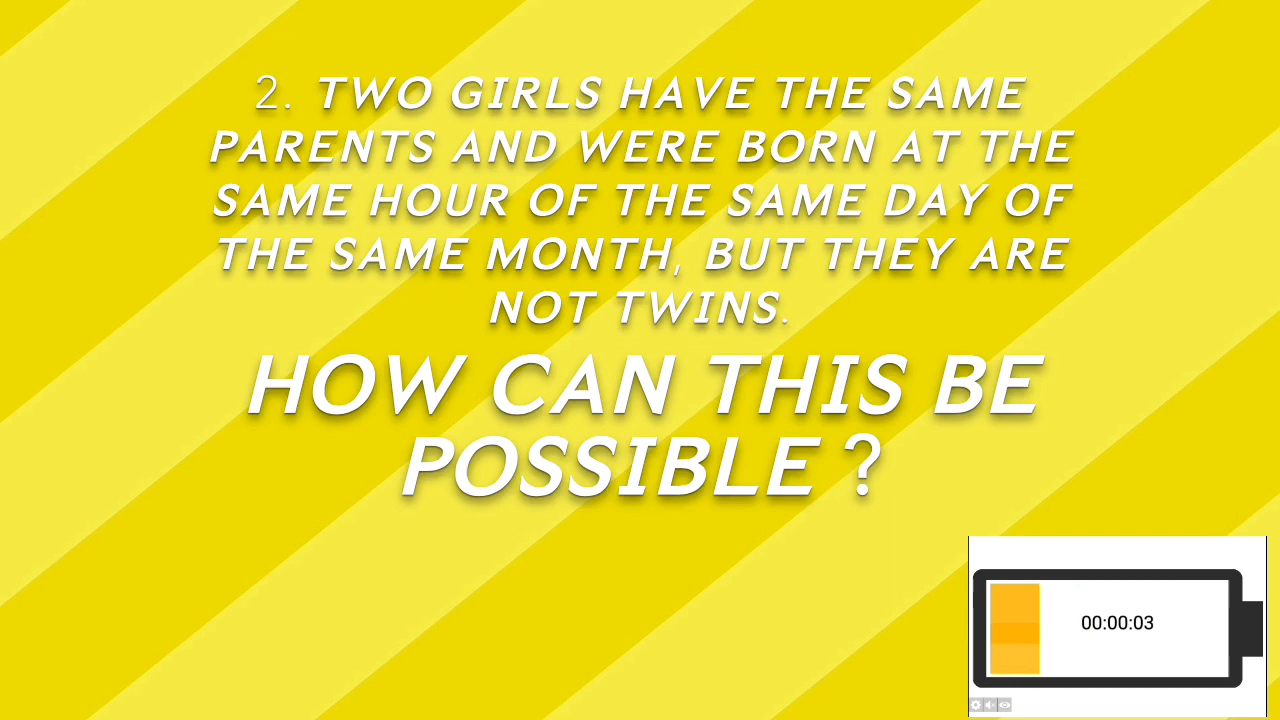 2. TWO GIRLS HAVE THE SAME
PARENTS AND WERE BORN AT THE
SAME HOUR OF THE SAME DAY OF
THE SAME MONTH, BUT THEY ARE
NOT TWINS.
HOW CAN THIS BE
POSSIBLE ?
00:00:03